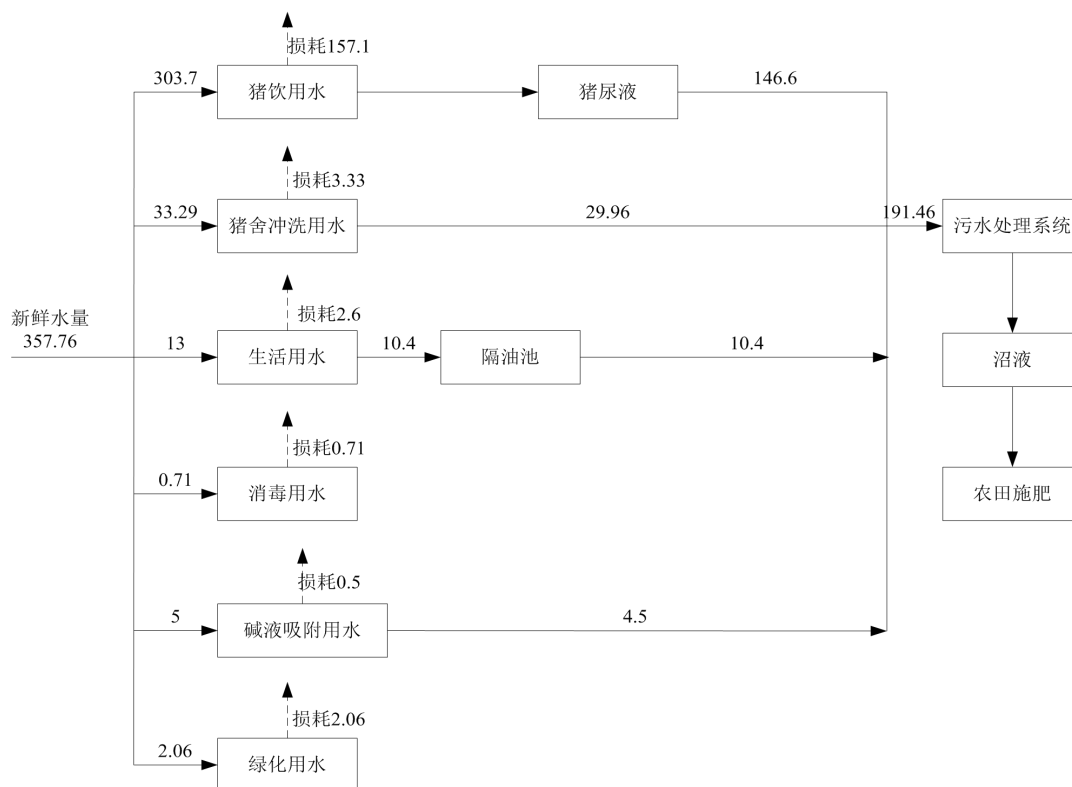 损耗157.1
303.7
猪饮用水
猪尿液
146.6
损耗3.33
33.29
猪舍冲洗用水
29.96
191.46
污水处理系统
损耗2.6
新鲜水量
357.76
13
生活用水
10.4
隔油池
10.4
沼液
损耗0.71
0.71
消毒用水
农田施肥
损耗0.5
5
碱液吸附用水
4.5
损耗2.06
2.06
绿化用水